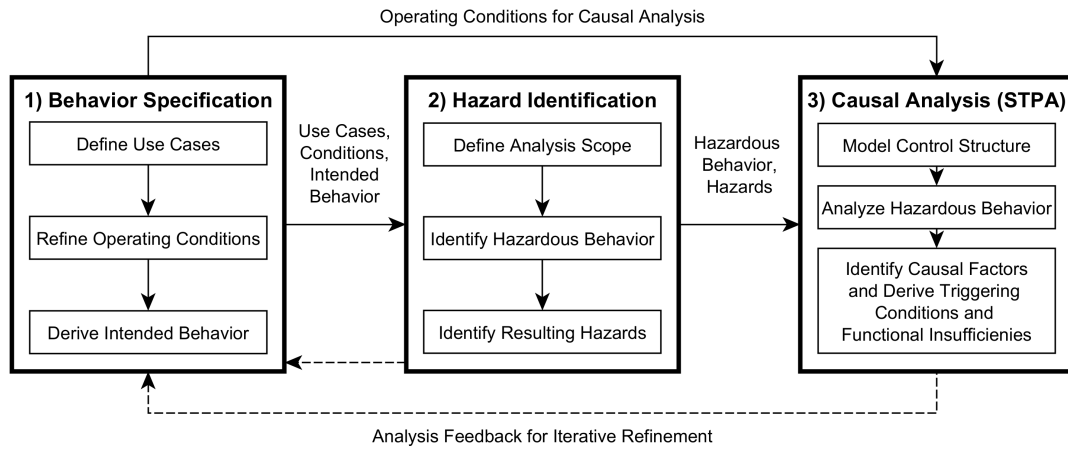 Operating Conditions for Causal Analysis
1) Behavior Specification
Define Use Cases
Refine Operating Conditions
Derive Intended Behavior
Use Cases,
Conditions,
Intended
Behavior
2) Hazard Identification
Define Analysis Scope
Identify Hazardous Behavior
Identify Resulting Hazards
Hazardous
Behavior,
Hazards
3) Causal Analysis (STPA)
Model Control Structure
Analyze Hazardous Behavior
Identify Causal Factors
and Derive Triggering
Conditions and
Functional Insufficienies
Analysis Feedback for Iterative Refinement